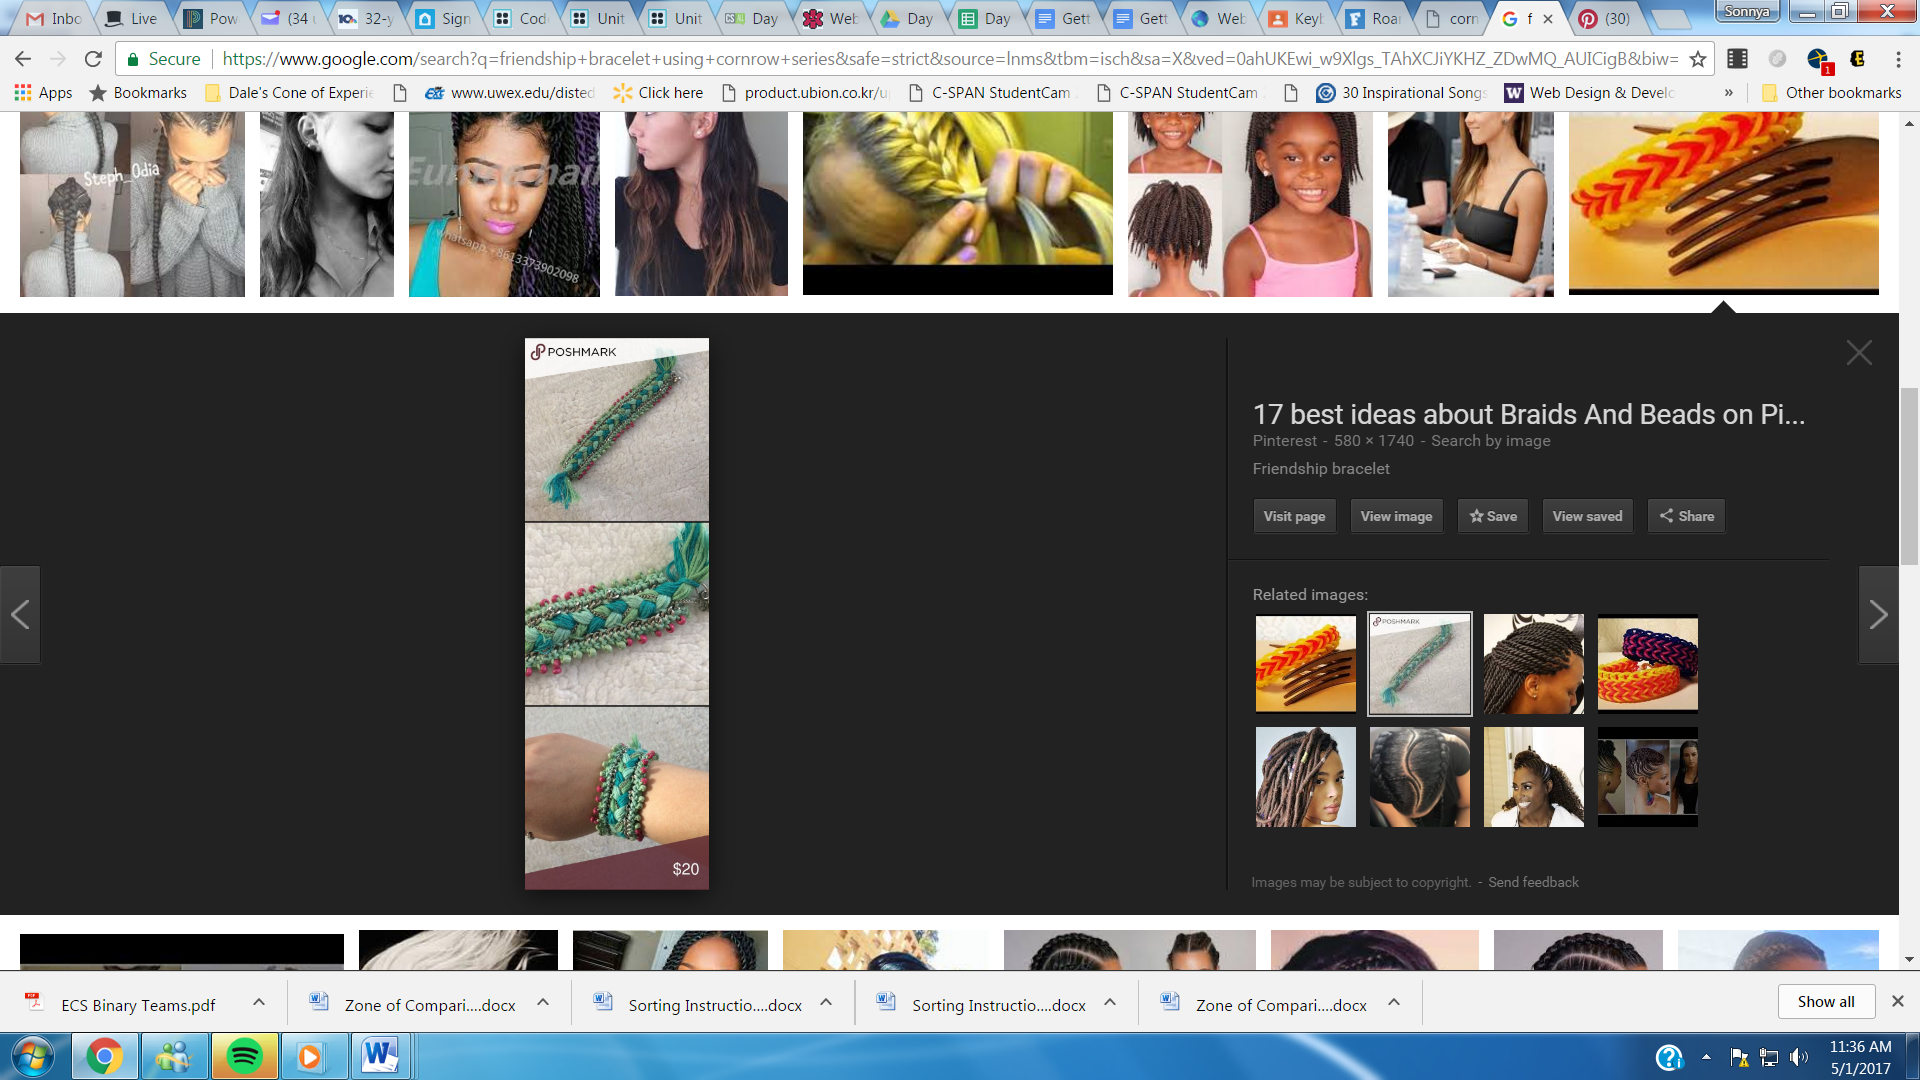 Inbo
Live
Pow
(34 u
32-y
Sign
Cod
Unit
Unit
Day
Web
Day
Day
Gett
Gett
Web
Keyl
Roar
corn
f
(30)
Sonnya
Secure
https://www.google.com/search?q=friendship+bracelet+using+cornrow+series&safe=strict&source=lnms&tbm=isch&sa=X&ved=0ahUKEwi_w9Xlgs_TAhXCJiYKHZ_ZDwMQ_AUICigB&biw=
1
Apps
Bookmarks
Dale's Cone of Experie
www.uwex.edu/disted
Click here
product.ubion.co.kr/u
C-SPAN StudentCam
C-SPAN StudentCam
30 Inspirational Songs
Web Design & Develo
»
Other bookmarks
Steph_Odia
whatsapp: +8613373902098
POSHMARK
$20
17 best ideas about Braids And Beads on Pi...
Pinterest - 580 × 1740 - Search by image
Friendship bracelet
Visit page
View image
Save
View saved
Share
Related images:
POSHMARK
Images may be subject to copyright. - Send feedback
ECS Binary Teams.pdf
Zone of Compari....docx
Sorting Instructio....docx
Sorting Instructio....docx
Zone of Compari....docx
Show all
11:36 AM
5/1/2017